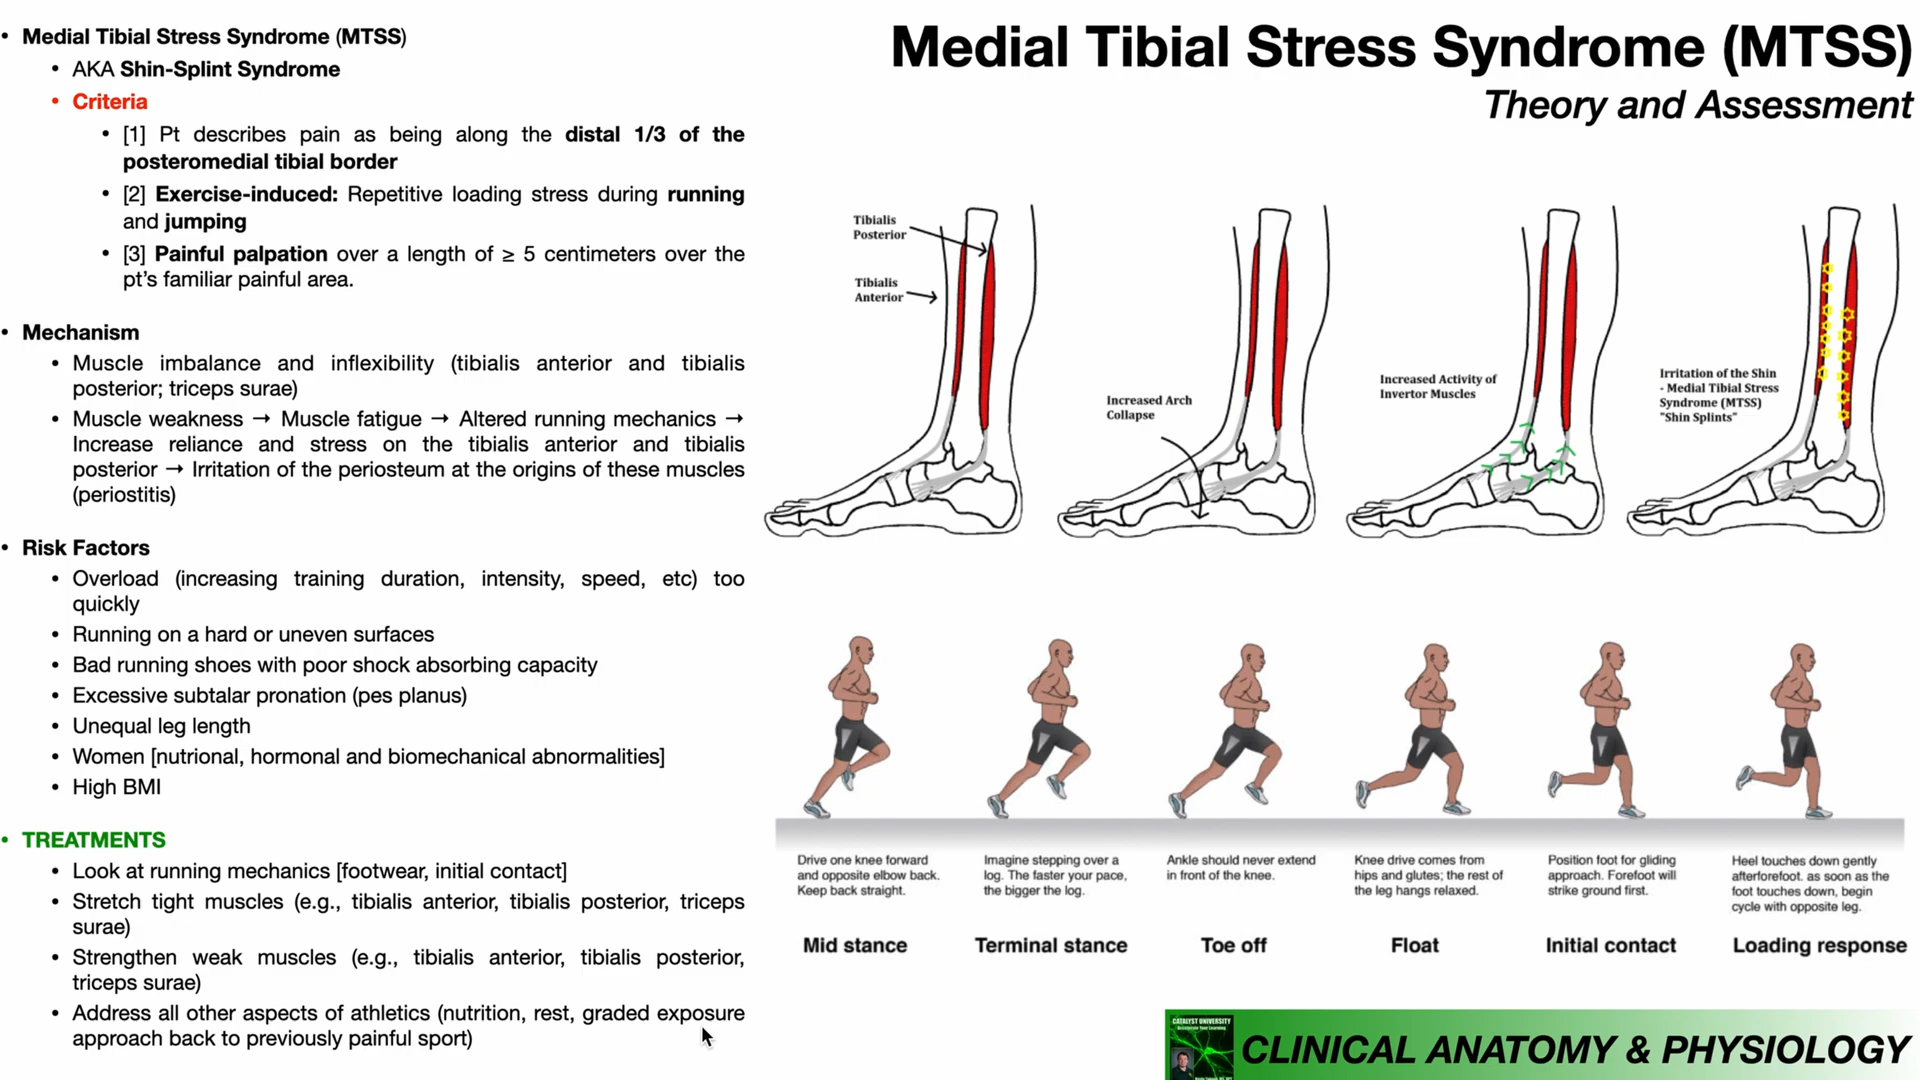 • Medial Tibial Stress Syndrome (MTSS)
• AKA Shin-Splint Syndrome
• Criteria
• [1] Pt describes pain as being along the distal 1/3 of the
posteromedial tibial border
• [2] Exercise-induced: Repetitive loading stress during running
and jumping
• [3] Painful palpation over a length of ≥ 5 centimeters over the
pt's familiar painful area.
• Mechanism
• Muscle imbalance and inflexibility (tibialis anterior and tibialis
posterior; triceps surae)
• Muscle weakness → Muscle fatigue → Altered running mechanics →
Increase reliance and stress on the tibialis anterior and tibialis
posterior → Irritation of the periosteum at the origins of these muscles
(periostitis)
• Risk Factors
• Overload (increasing training duration, intensity, speed, etc) too
quickly
• Running on a hard or uneven surfaces
• Bad running shoes with poor shock absorbing capacity
• Excessive subtalar pronation (pes planus)
• Unequal leg length
• Women [nutrional, hormonal and biomechanical abnormalities]
• High BMI
• TREATMENTS
• Look at running mechanics [footwear, initial contact]
• Stretch tight muscles (e.g., tibialis anterior, tibialis posterior, triceps
surae)
• Strengthen weak muscles (e.g., tibialis anterior, tibialis posterior,
triceps surae)
• Address all other aspects of athletics (nutrition, rest, graded exposure
approach back to previously painful sport)
Medial Tibial Stress Syndrome (MTSS)
Theory and Assessment
Tibialis
Posterior
Tibialis
Anterior
Increased Arch
Collapse
Increased Activity of
Invertor Muscles
Irritation of the Shin
- Medial Tibial Stress
Syndrome (MTSS)
"Shin Splints"
Drive one knee forward
and opposite elbow back.
Keep back straight.
Mid stance
Imagine stepping over a
log. The faster your pace,
the bigger the log.
Terminal stance
Ankle should never extend
in front of the knee.
Toe off
Knee drive comes from
hips and glutes; the rest of
the leg hangs relaxed.
Float
Position foot for gliding
approach. Forefoot will
strike ground first.
Initial contact
Heel touches down gently
afterforefoot. as soon as the
foot touches down, begin
cycle with opposite leg.
Loading response
CATALYST UNIVERSITY
Accelerate Your Learning
CLINICAL ANATOMY & PHYSIOLOGY